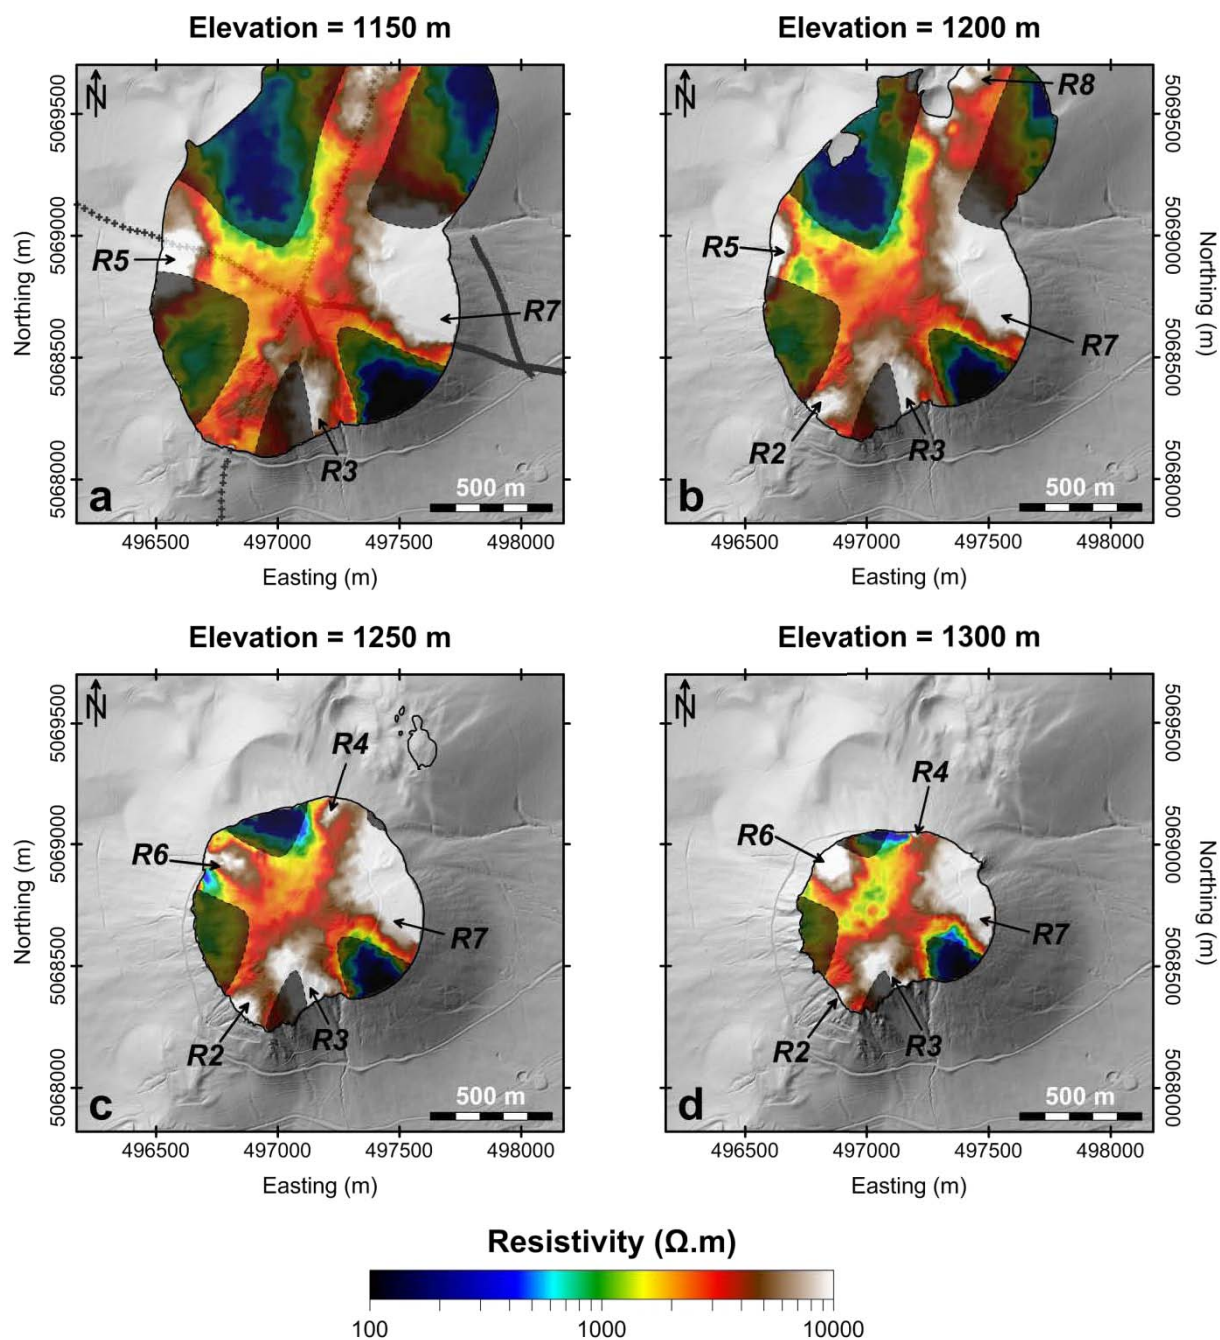 Elevation = 1150 m
Elevation = 1200 m
N
N
R8
R5
R7
R3
R5
R7
R2
R3
5069500
5069000
5068500
5068000
5069500
5069000
5068500
5068000
Northing (m)
Northing (m)
a
500 m
b
500 m
496500 497000 497500 498000
496500 497000 497500 498000
Easting (m)
Easting (m)
Elevation = 1250 m
Elevation = 1300 m
N
N
R4
R6
R7
R2
R3
R4
R6
R7
R2
R3
5069500
5069000
5068500
5068000
5069500
5069000
5068500
5068000
Northing (m)
Northing (m)
c
500 m
d
500 m
496500 497000 497500 498000
496500 497000 497500 498000
Easting (m)
Easting (m)
Resistivity (Ω.m)
100 1000 10000